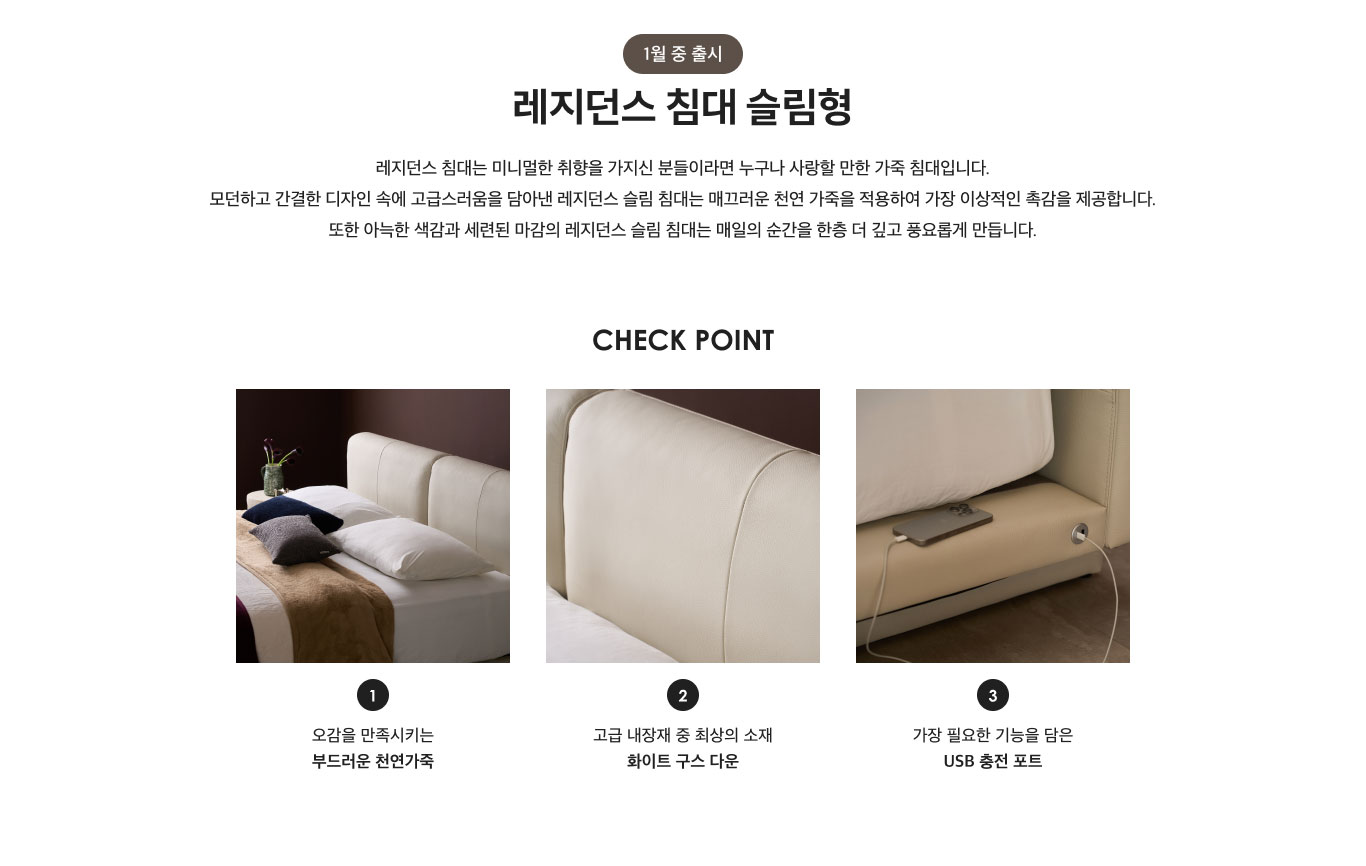 1월 중 출시
레지던스 침대 슬림형
레지던스 침대는 미니멀한 취향을 가지신 분들이라면 누구나 사랑할 만한 가죽 침대입니다.
모던하고 간결한 디자인 속에 고급스러움을 담아낸 레지던스 슬림 침대는 매끄러운 천연 가죽을 적용하여 가장 이상적인 촉감을 제공합니다.
또한 아늑한 색감과 세련된 마감의 레지던스 슬림 침대는 매일의 순간을 한층 더 깊고 풍요롭게 만듭니다.
CHECK POINT
1
오감을 만족시키는
부드러운 천연가죽
2
고급 내장재 중 최상의 소재
화이트 구스 다운
3
가장 필요한 기능을 담은
USB 충전 포트